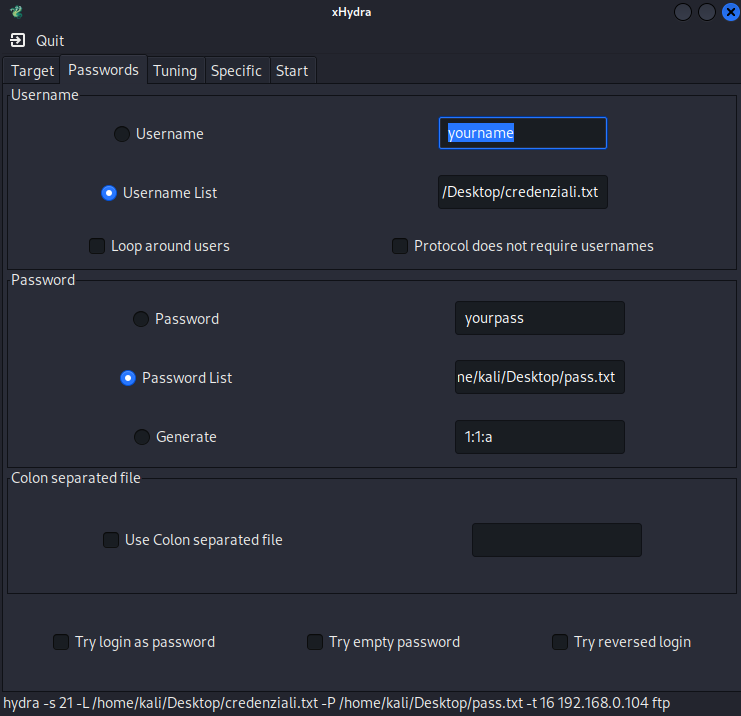 xHydra
Quit
Target Passwords Tuning Specific Start
Username
Username yourname
Username List /Desktop/credenziali.txt
Loop around users Protocol does not require usernames
Password
Password yourpass
Password List ne/kali/Desktop/pass.txt
Generate 1:1:a
Colon separated file
Use Colon separated file
Try login as password Try empty password Try reversed login
hydra -s 21 -L /home/kali/Desktop/credenziali.txt -P /home/kali/Desktop/pass.txt -t 16 192.168.0.104 ftp